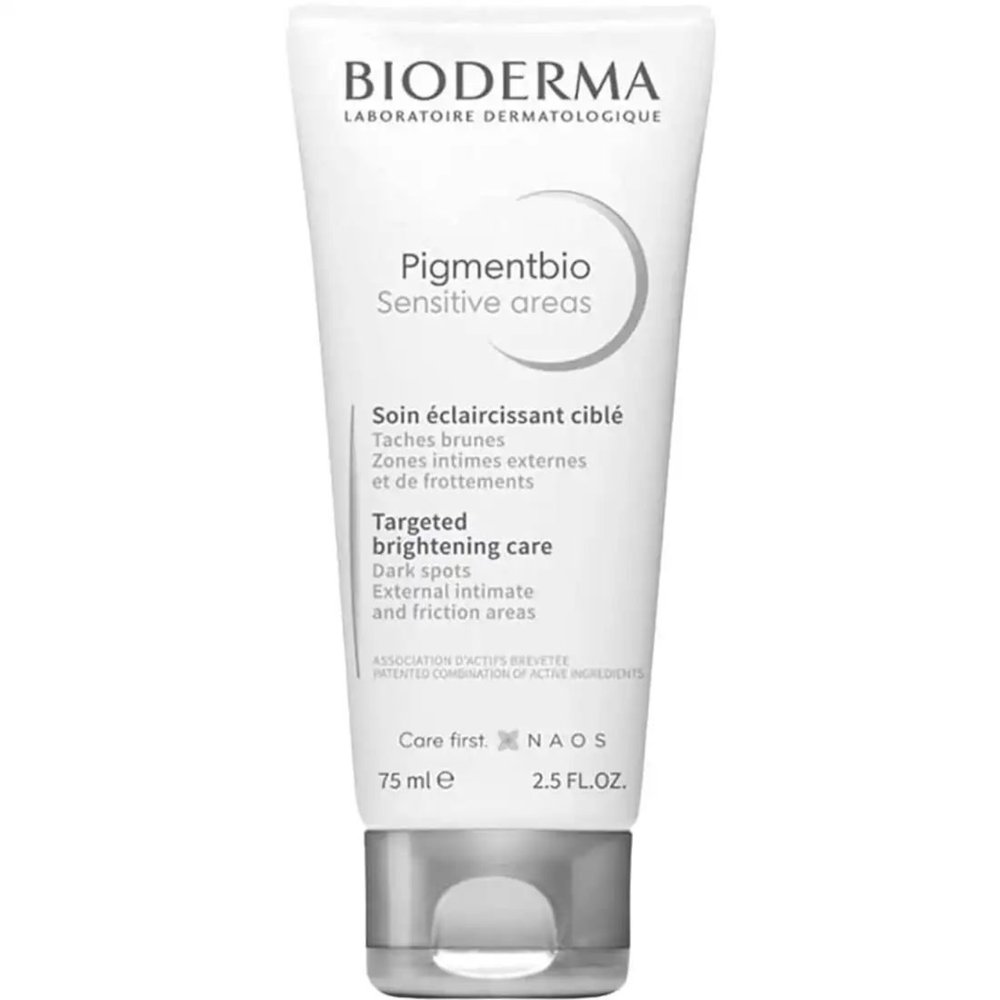 BIODERMA
LABORATOIRE DERMATOLOGIQUE
Pigmentbio
Sensitive areas
Soin éclaircissant ciblé
Taches brunes
Zones intimes externes
et de frottements
Targeted
brightening care
Dark spots
External intimate
and friction areas
ASSOCIATION D'ACTIFS BREVETÉE
PATENTED COMBINATION OF ACTIVE INGREDIENTS
Care first. NAOS
75 ml ℮ 2.5 FL.OZ.